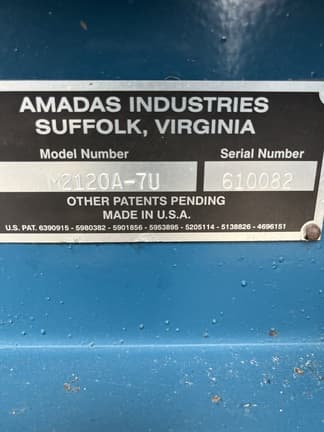 AMADAS INDUSTRIES
SUFFOLK, VIRGINIA
Model Number Serial Number
M2120A-7U 610082
OTHER PATENTS PENDING
MADE IN U.S.A.
U.S. PAT. 6390915 - 5980382 - 5901856 - 5953895 - 5205114 - 5138826 - 4696151